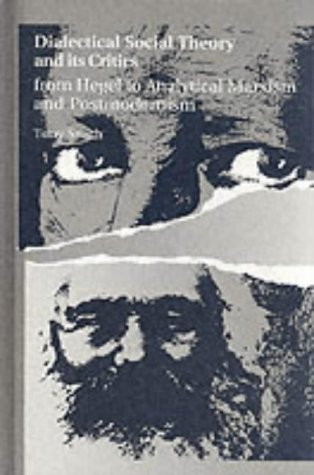 Dialectical Social Theory
and its Critics
from Hegel to Analytical Marxism
and Postmodernism
Tony Smith